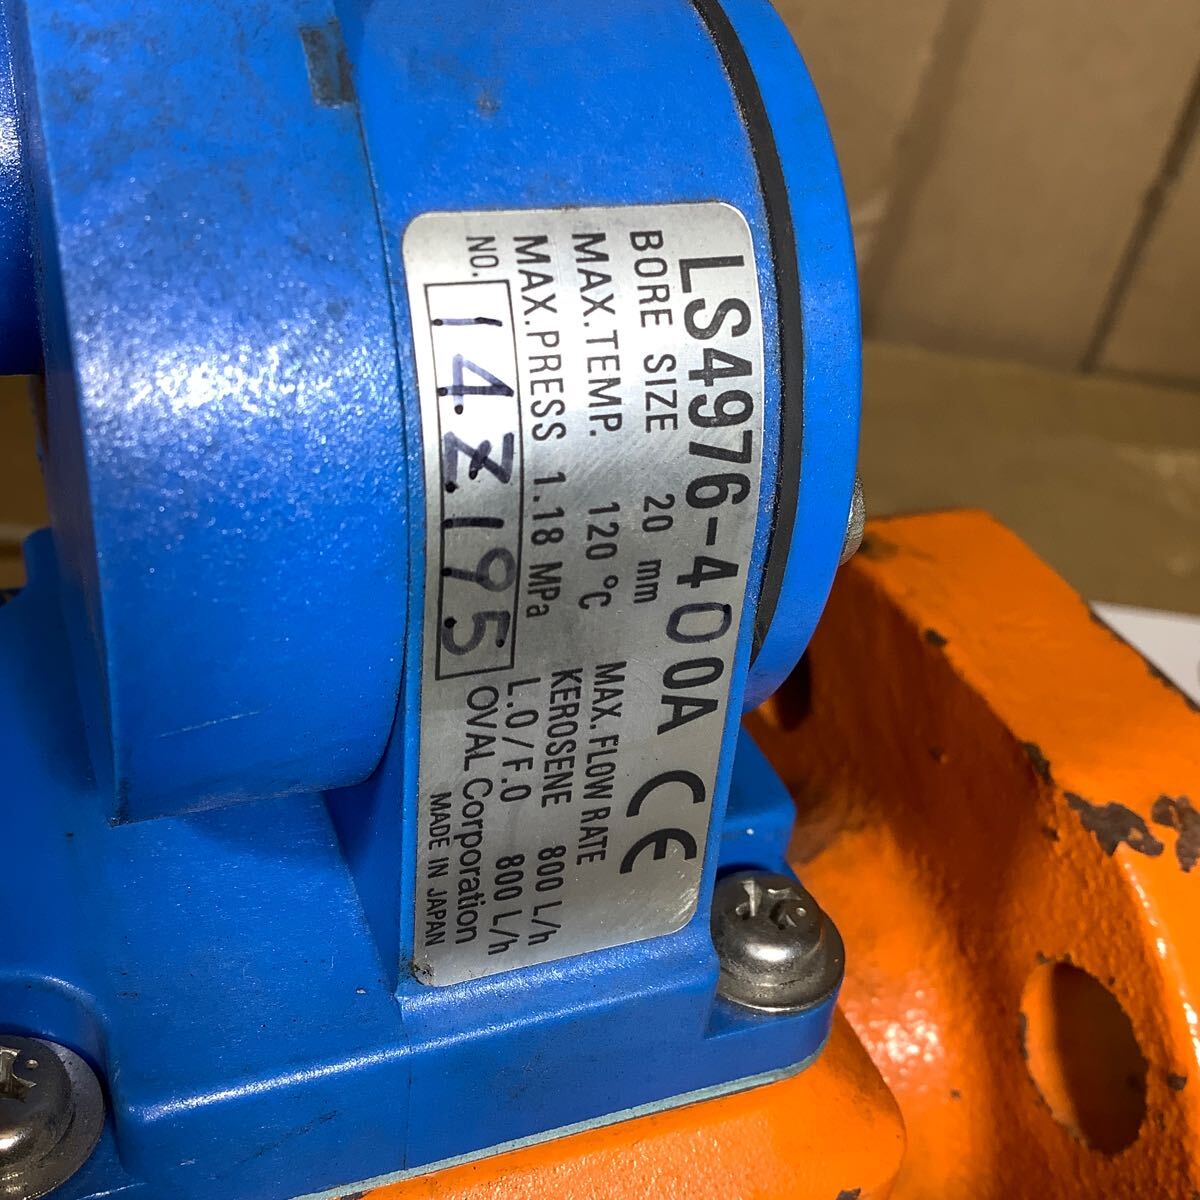 LS4976-400A CE
BORE SIZE 20 mm MAX. FLOW RATE
MAX.TEMP. 120 °C KEROSENE 800 L/h
MAX.PRESS 1.18 MPa L.O/F.O 800 L/h
NO. 14Z195 OVAL Corporation
MADE IN JAPAN